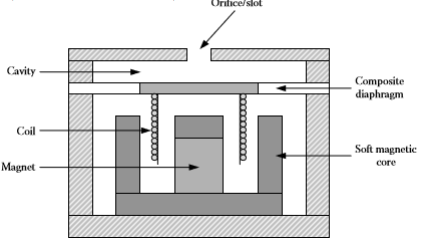 Orifice/slot
Cavity
Composite
diaphragm
Coil
Soft magnetic
core
Magnet